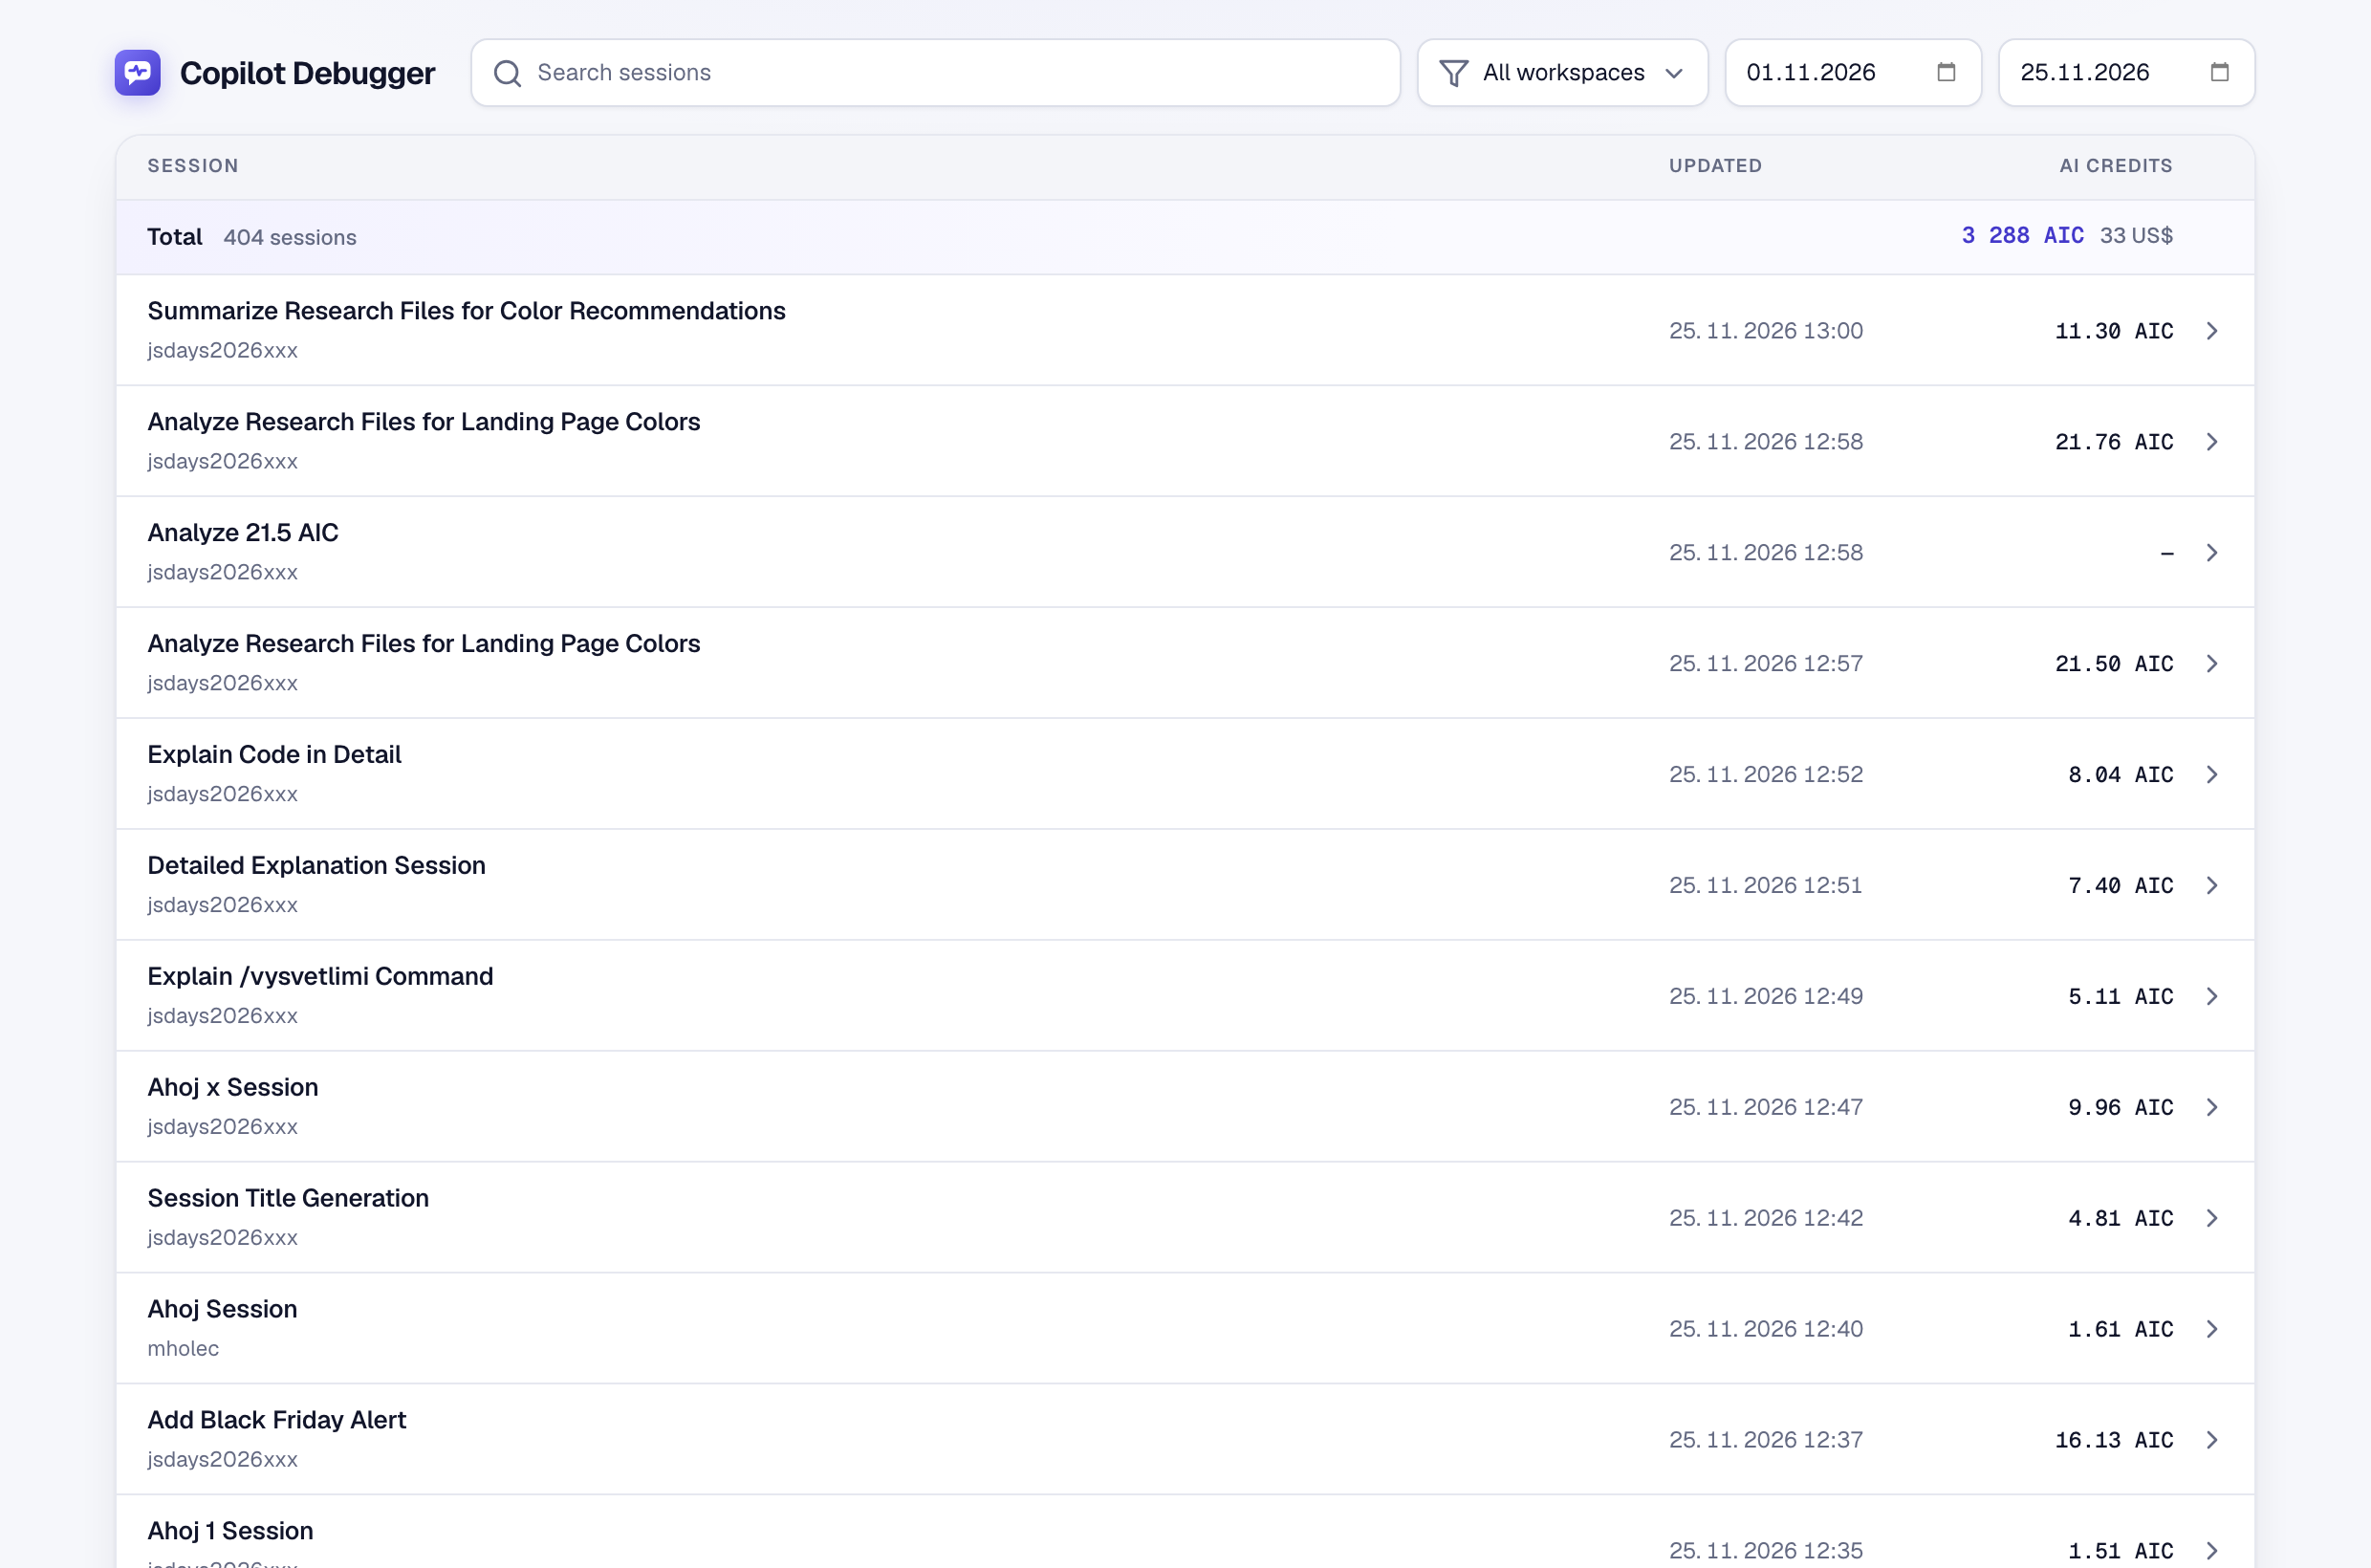 Copilot Debugger
Search sessions
All workspaces
01.11.2026
25.11.2026
SESSION UPDATED AI CREDITS
Total 404 sessions 3 288 AIC 33 US$
Summarize Research Files for Color Recommendations
jsdays2026xxx
25. 11. 2026 13:00 11.30 AIC
Analyze Research Files for Landing Page Colors
jsdays2026xxx
25. 11. 2026 12:58 21.76 AIC
Analyze 21.5 AIC
jsdays2026xxx
25. 11. 2026 12:58 –
Analyze Research Files for Landing Page Colors
jsdays2026xxx
25. 11. 2026 12:57 21.50 AIC
Explain Code in Detail
jsdays2026xxx
25. 11. 2026 12:52 8.04 AIC
Detailed Explanation Session
jsdays2026xxx
25. 11. 2026 12:51 7.40 AIC
Explain /vysvetlimi Command
jsdays2026xxx
25. 11. 2026 12:49 5.11 AIC
Ahoj x Session
jsdays2026xxx
25. 11. 2026 12:47 9.96 AIC
Session Title Generation
jsdays2026xxx
25. 11. 2026 12:42 4.81 AIC
Ahoj Session
mholec
25. 11. 2026 12:40 1.61 AIC
Add Black Friday Alert
jsdays2026xxx
25. 11. 2026 12:37 16.13 AIC
Ahoj 1 Session
25. 11. 2026 12:35 1.51 AIC